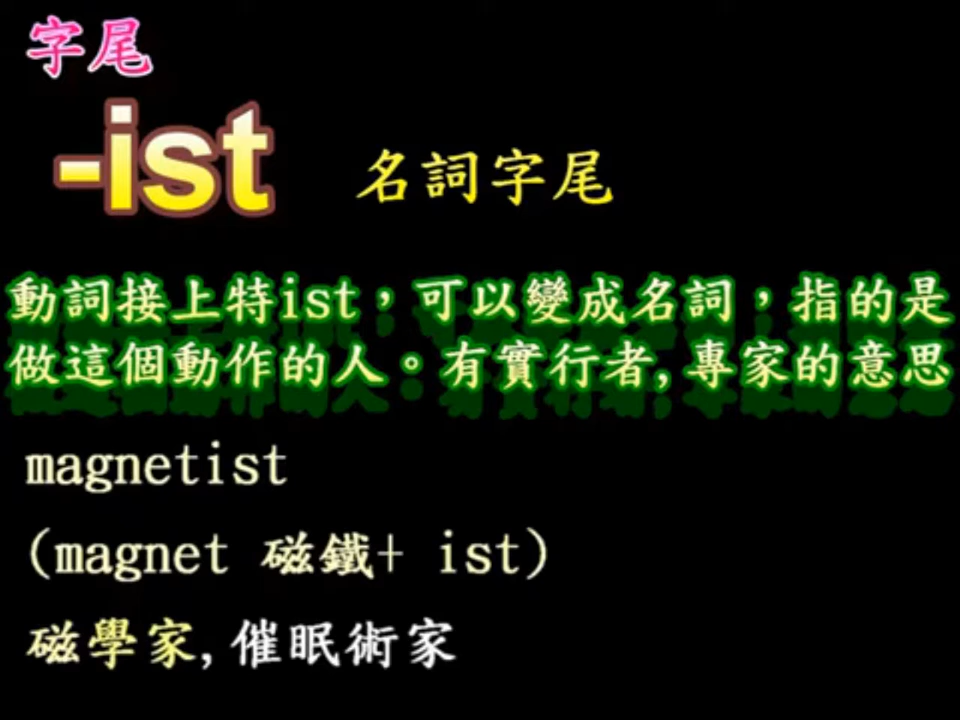 字尾
-ist 名詞字尾
動詞接上特ist，可以變成名詞，指的是
做這個動作的人。有實行者,專家的意思
magnetist
(magnet 磁鐵+ ist)
磁學家,催眠術家